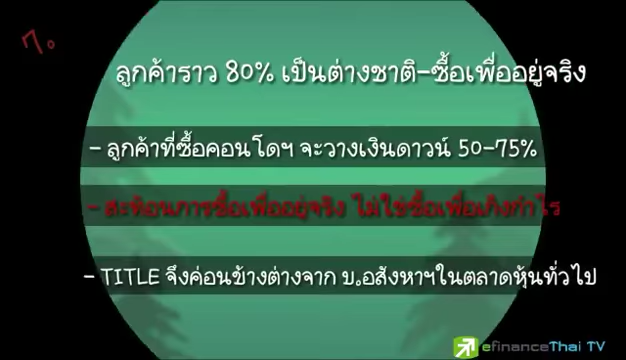 ๆ.
ลูกค้าราว 80% เป็นต่างชาติ-ซื้อเพื่ออยู่จริง
- ลูกค้าที่ซื้อคอนโดฯ จะวางเงินดาวน์ 50-75%
- สะท้อนการซื้อเพื่ออยู่จริง ไม่ใช่ซื้อเพื่อเก็งกำไร
- TITLE จึงค่อนข้างต่างจาก บ.อสังหาฯในตลาดหุ้นทั่วไป
efinanceThai TV